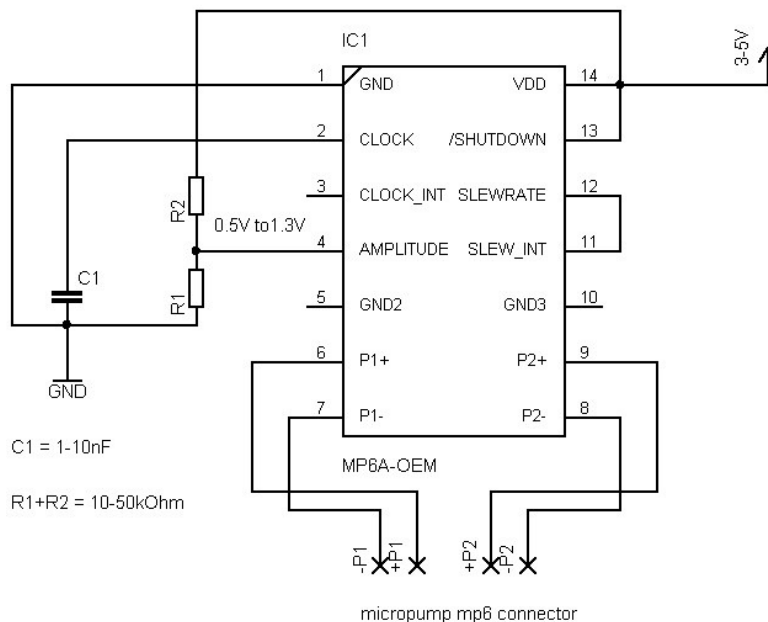 IC1
3-5V
1 GND VDD 14
2 CLOCK /SHUTDOWN 13
3 CLOCK_INT SLEWRATE 12
R2
0.5V to1.3V
4 AMPLITUDE SLEW_INT 11
C1
R1
5 GND2 GND3 10
6 P1+ P2+ 9
GND
7 P1- P2- 8
C1 = 1-10nF
MP6A-OEM
R1+R2 = 10-50kOhm
-P1 +P1 +P2 -P2
micropump mp6 connector